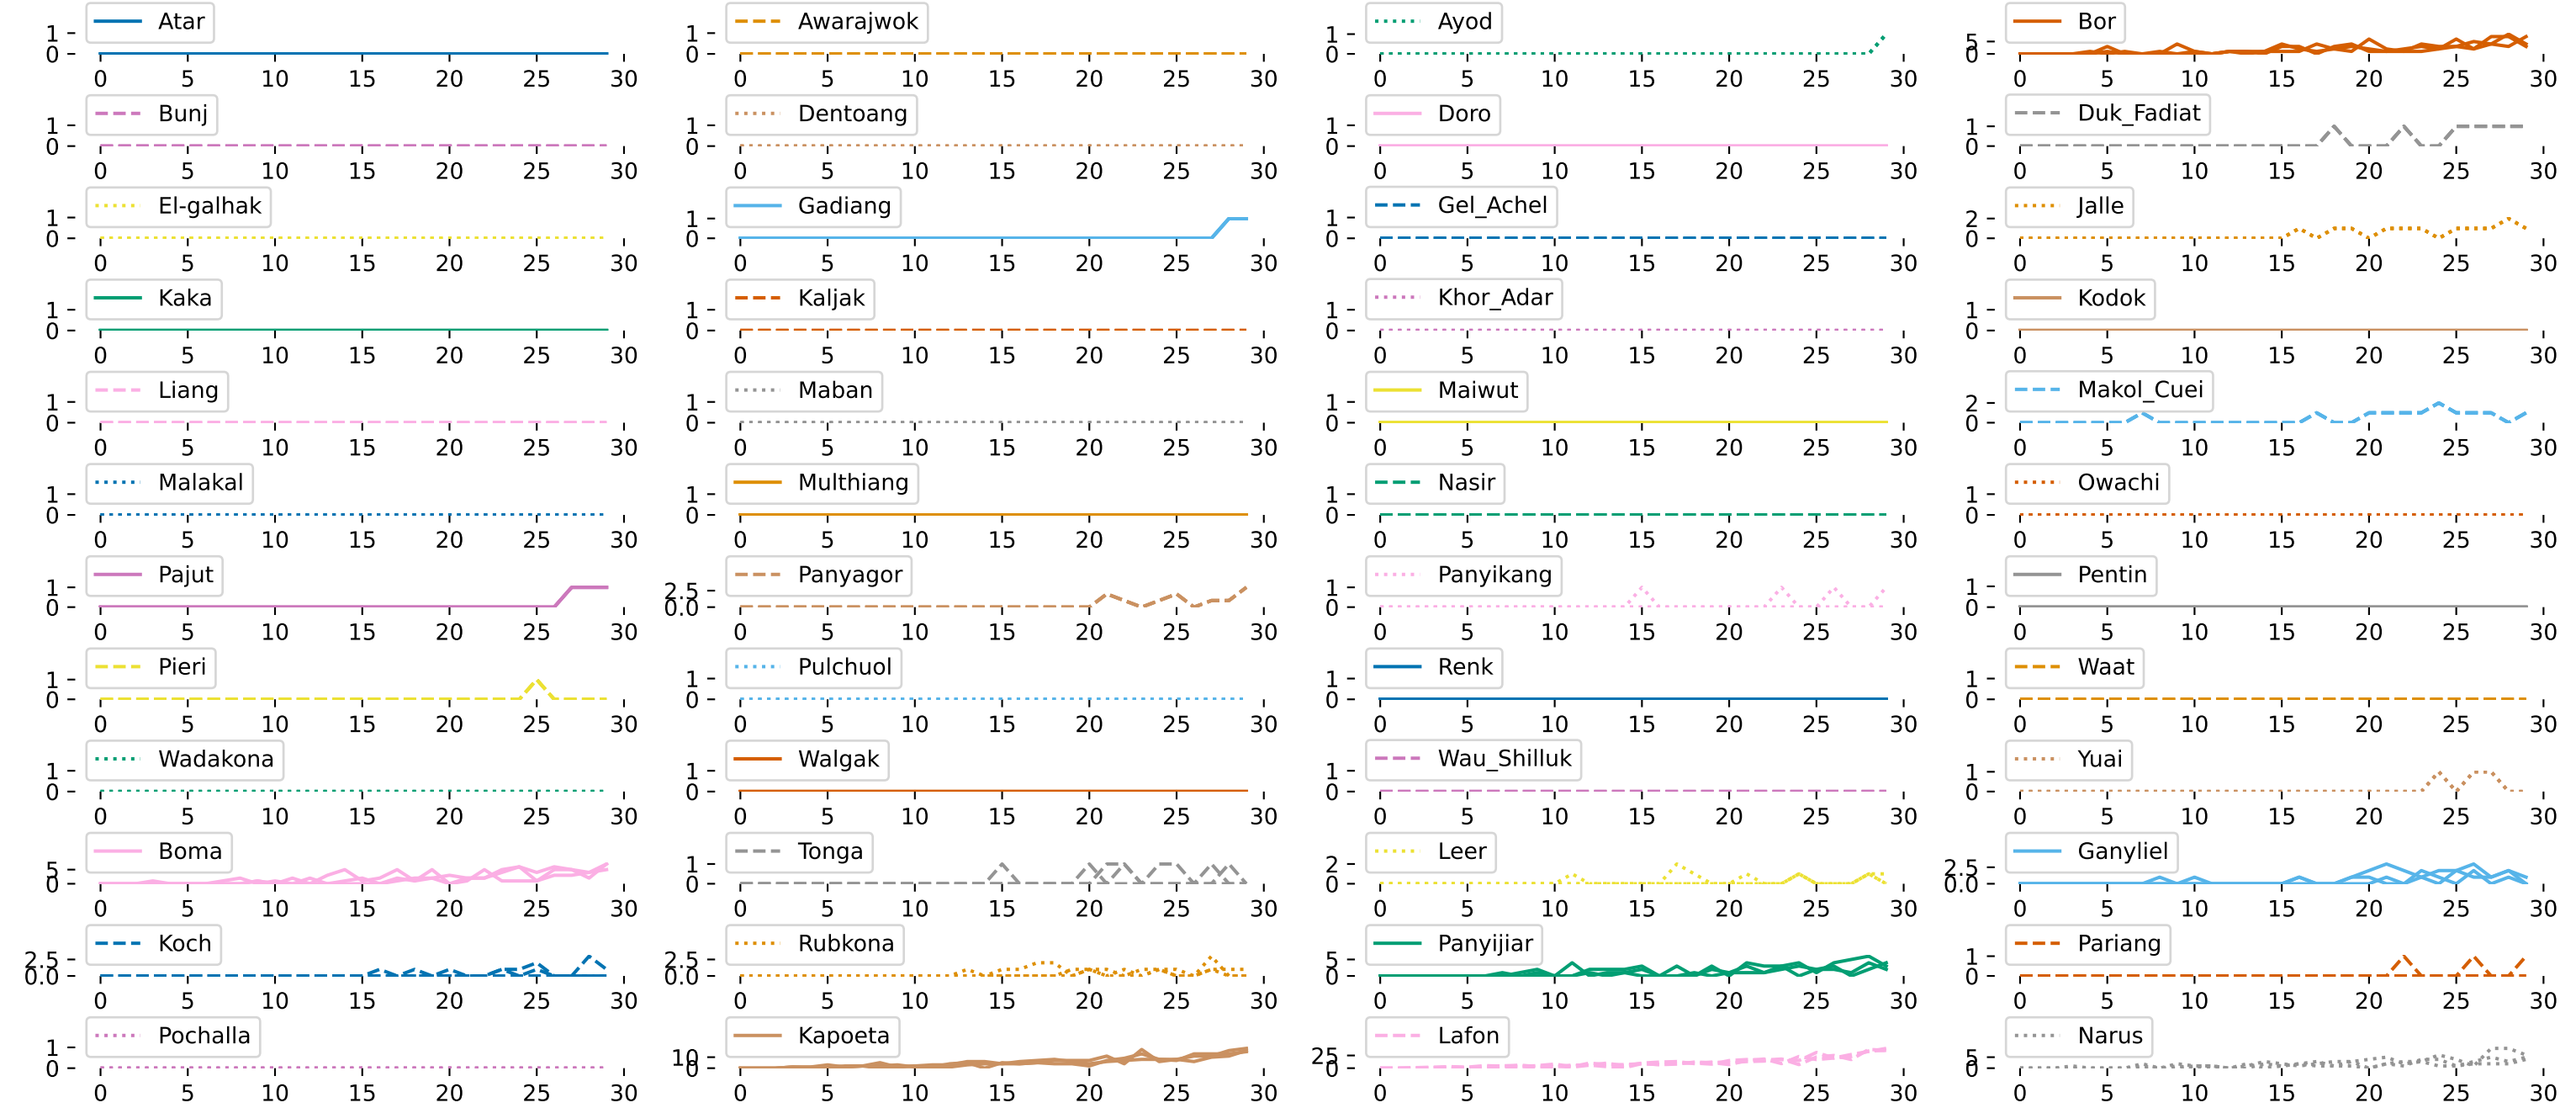 Atar Awarajwok Ayod Bor
1 1 1 5
0 0 0 0
0 5 10 15 20 25 30 0 5 10 15 20 25 30 0 5 10 15 20 25 30 0 5 10 15 20 25 30
Bunj Dentoang Doro Duk_Fadiat
1 1 1 1
0 0 0 0
0 5 10 15 20 25 30 0 5 10 15 20 25 30 0 5 10 15 20 25 30 0 5 10 15 20 25 30
El-galhak Gadiang Gel_Achel Jalle
1 1 1 2
0 0 0 0
0 5 10 15 20 25 30 0 5 10 15 20 25 30 0 5 10 15 20 25 30 0 5 10 15 20 25 30
Kaka Kaljak Khor_Adar Kodok
1 1 1 1
0 0 0 0
0 5 10 15 20 25 30 0 5 10 15 20 25 30 0 5 10 15 20 25 30 0 5 10 15 20 25 30
Liang Maban Maiwut Makol_Cuei
1 1 1 2
0 0 0 0
0 5 10 15 20 25 30 0 5 10 15 20 25 30 0 5 10 15 20 25 30 0 5 10 15 20 25 30
Malakal Multhiang Nasir Owachi
1 1 1 1
0 0 0 0
0 5 10 15 20 25 30 0 5 10 15 20 25 30 0 5 10 15 20 25 30 0 5 10 15 20 25 30
Pajut Panyagor Panyikang Pentin
1 2.5 1 1
0 0.0 0 0
0 5 10 15 20 25 30 0 5 10 15 20 25 30 0 5 10 15 20 25 30 0 5 10 15 20 25 30
Pieri Pulchuol Renk Waat
1 1 1 1
0 0 0 0
0 5 10 15 20 25 30 0 5 10 15 20 25 30 0 5 10 15 20 25 30 0 5 10 15 20 25 30
Wadakona Walgak Wau_Shilluk Yuai
1 1 1 1
0 0 0 0
0 5 10 15 20 25 30 0 5 10 15 20 25 30 0 5 10 15 20 25 30 0 5 10 15 20 25 30
Boma Tonga Leer Ganyliel
5 1 2 2.5
0 0 0 0.0
0 5 10 15 20 25 30 0 5 10 15 20 25 30 0 5 10 15 20 25 30 0 5 10 15 20 25 30
Koch Rubkona Panyijiar Pariang
2.5 2.5 5 1
0.0 0.0 0 0
0 5 10 15 20 25 30 0 5 10 15 20 25 30 0 5 10 15 20 25 30 0 5 10 15 20 25 30
Pochalla Kapoeta Lafon Narus
1 10 25 5
0 0 0 0
0 5 10 15 20 25 30 0 5 10 15 20 25 30 0 5 10 15 20 25 30 0 5 10 15 20 25 30